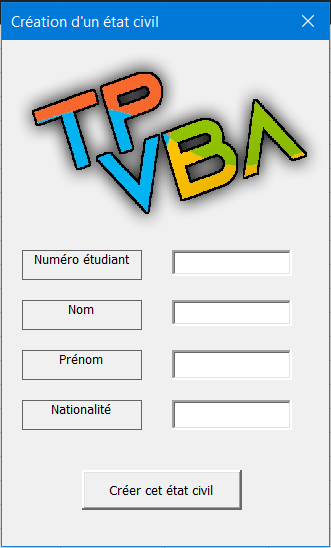 Création d'un état civil
TP
VBA
Numéro étudiant
Nom
Prénom
Nationalité
Créer cet état civil